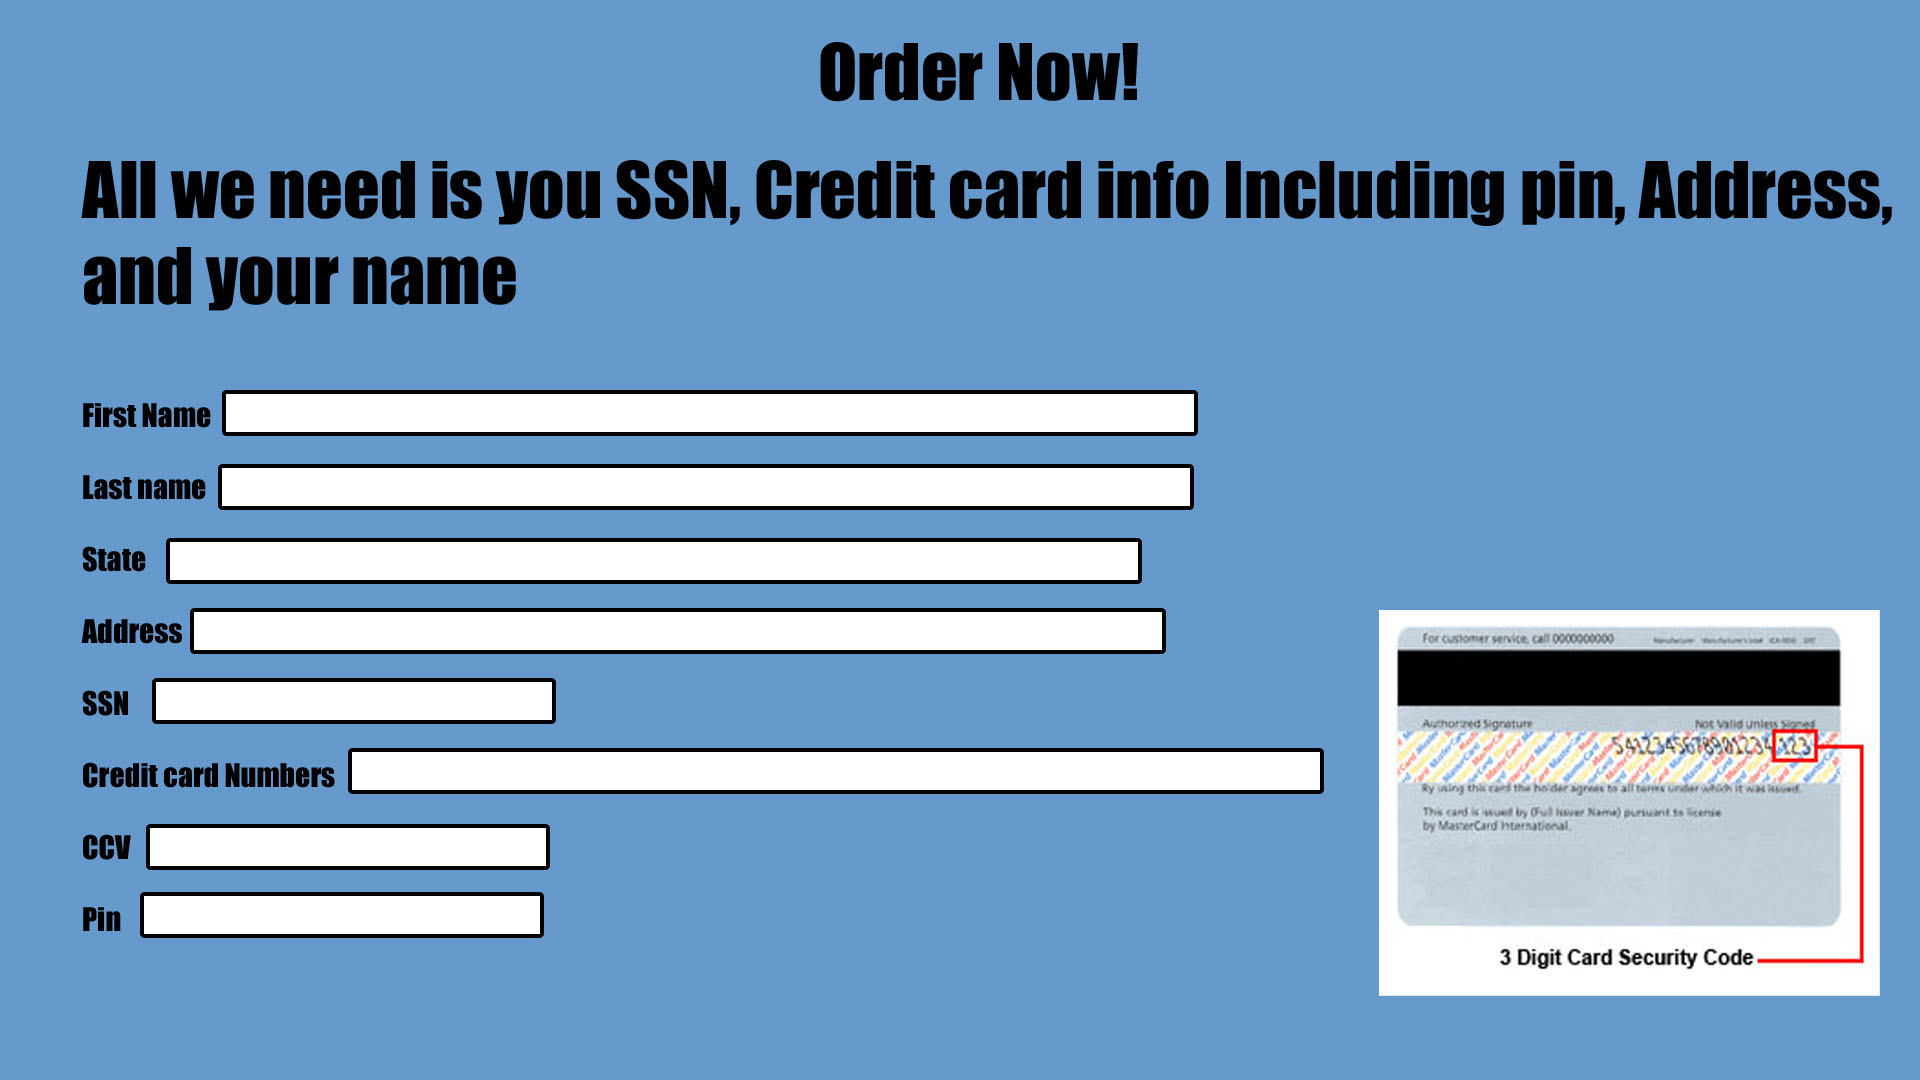 Order Now!
All we need is you SSN, Credit card info Including pin, Address,
and your name
First Name
Last name
State
Address
SSN
Credit card Numbers
CCV
Pin
For customer service, call 0000000000
Authorized Signature Not Valid Unless Signed
5412345678901234 123
By using this card the holder agrees to all terms under which it was issued.
This card is issued by (Full Issuer Name) pursuant to license
by MasterCard International.
3 Digit Card Security Code